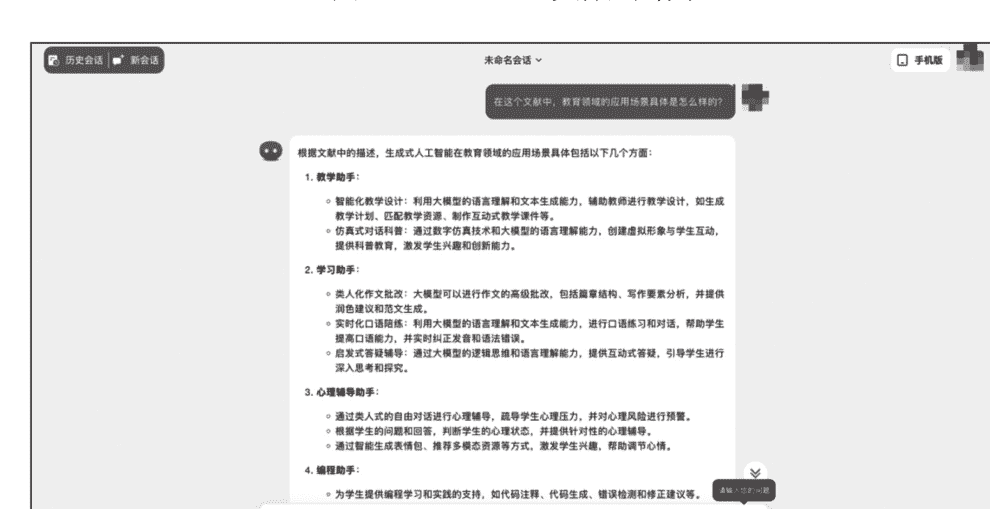 历史会话 新会话
未命名会话
手机版
在这个文献中，教育领域的应用场景具体是怎么样的?
根据文献中的描述，生成式人工智能在教育领域的应用场景具体包括以下几个方面：
1. 教学助手：
◦ 智能化教学设计：利用大模型的语言理解和文本生成能力，辅助教师进行教学设计，如生成
教学计划、匹配教学资源、制作互动式教学课件等。
◦ 仿真式对话科普：通过数字仿真技术和大模型的语言理解能力，创建虚拟形象与学生互动，
提供科普教育，激发学生兴趣和创新能力。
2. 学习助手：
◦ 类人化作文批改：大模型可以进行作文的高级批改，包括篇章结构、写作要素分析，并提供
润色建议和范文生成。
◦ 实时化口语陪练：利用大模型的语言理解和文本生成能力，进行口语练习和对话，帮助学生
提高口语能力，并实时纠正发音和语法错误。
◦ 启发式答疑辅导：通过大模型的逻辑思维和语言理解能力，提供互动式答疑，引导学生进行
深入思考和探究。
3. 心理辅导助手：
◦ 通过类人式的自由对话进行心理辅导，疏导学生心理压力，并对心理风险进行预警。
◦ 根据学生的问题和回答，判断学生的心理状态，并提供针对性的心理辅导。
◦ 通过智能生成表情包、推荐多模态资源等方式，激发学生兴趣，帮助调节心情。
4. 编程助手：
◦ 为学生提供编程学习和实践的支持，如代码注释、代码生成、错误检测和修正建议等。